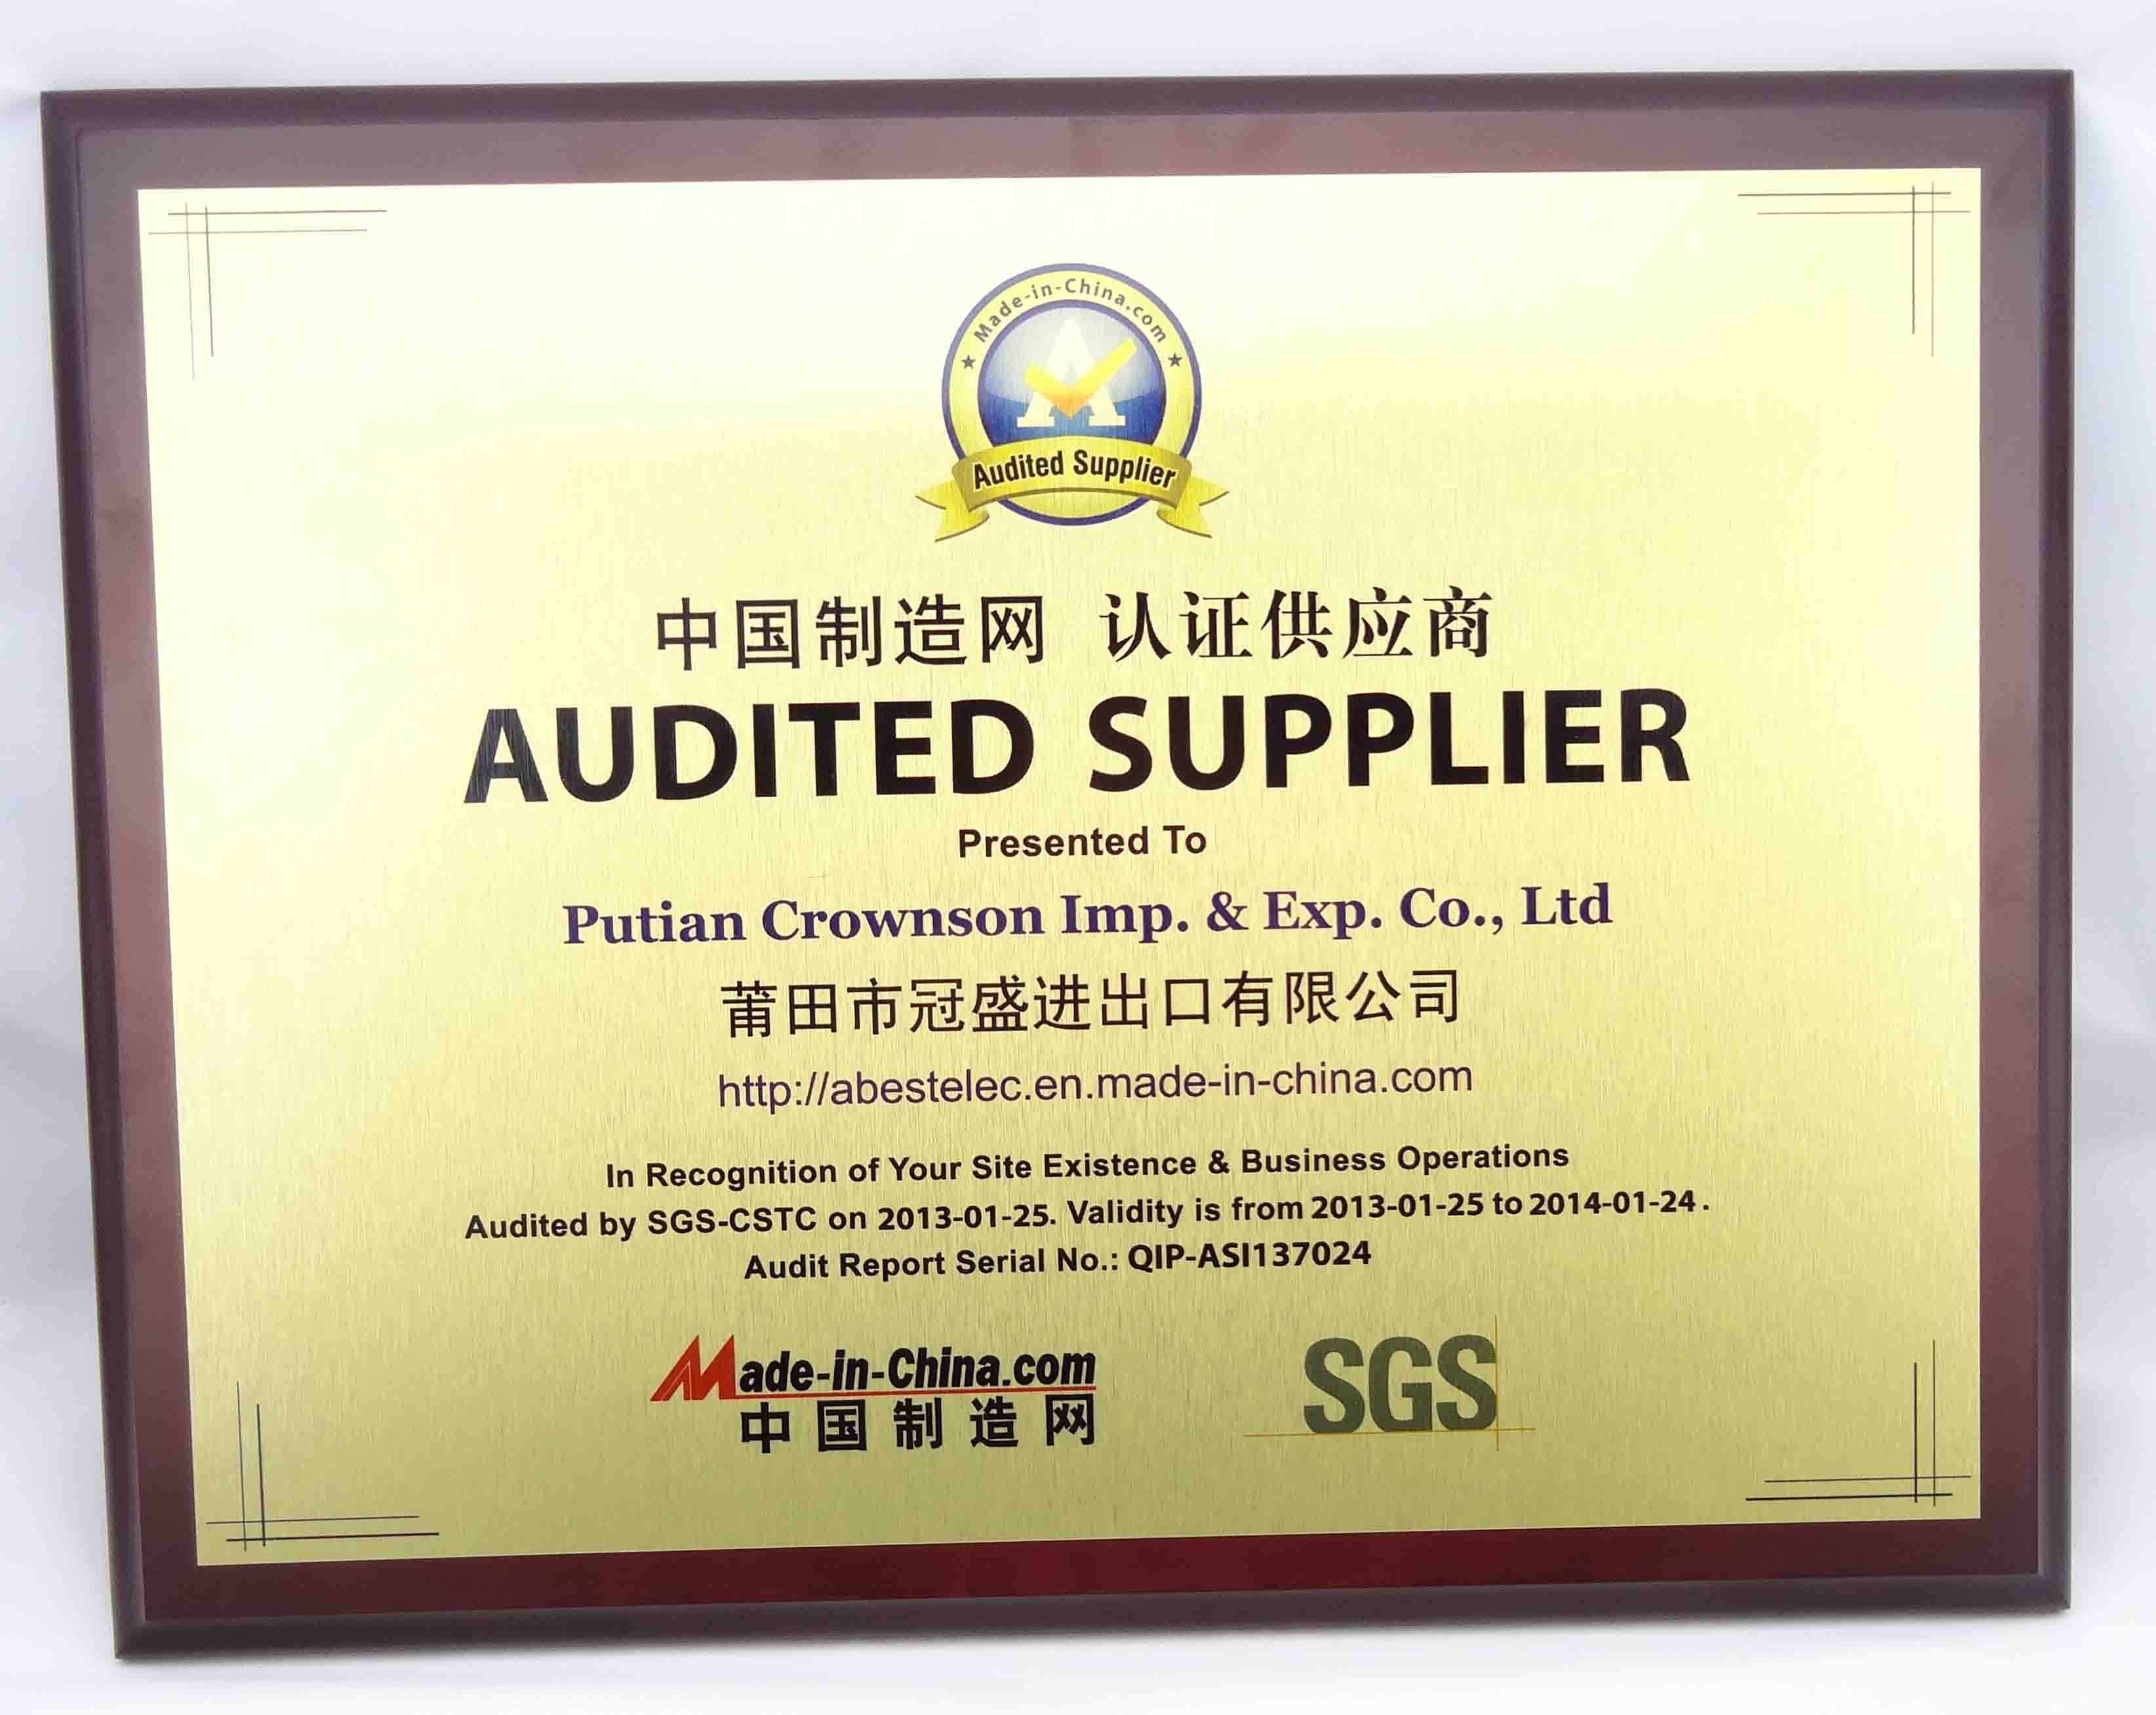 Made-in-China.com
Audited Supplier
中国制造网 认证供应商
AUDITED SUPPLIER
Presented To
Putian Crownson Imp. & Exp. Co., Ltd
莆田市冠盛进出口有限公司
http://abestelec.en.made-in-china.com
In Recognition of Your Site Existence & Business Operations
Audited by SGS-CSTC on 2013-01-25. Validity is from 2013-01-25 to 2014-01-24.
Audit Report Serial No.: QIP-ASI137024
Made-in-China.com
中国制造网
SGS